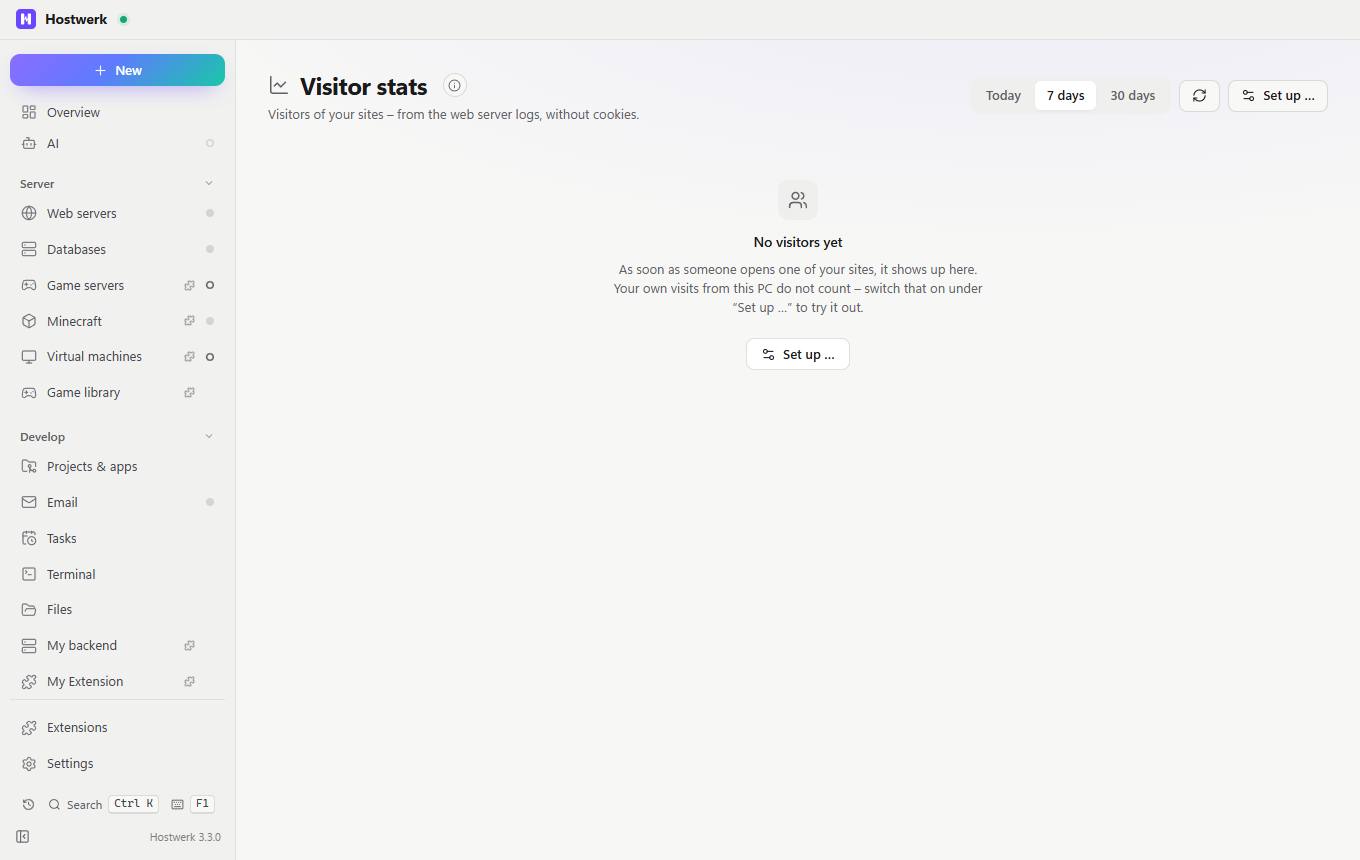 Hostwerk
New
Overview
AI
Server
Web servers
Databases
Game servers
Minecraft
Virtual machines
Game library
Develop
Projects & apps
Email
Tasks
Terminal
Files
My backend
My Extension
Extensions
Settings
Search Ctrl K F1
Hostwerk 3.3.0
Visitor stats
Visitors of your sites – from the web server logs, without cookies.
Today 7 days 30 days Set up ...
No visitors yet
As soon as someone opens one of your sites, it shows up here.
Your own visits from this PC do not count – switch that on under
“Set up ...” to try it out.
Set up ...